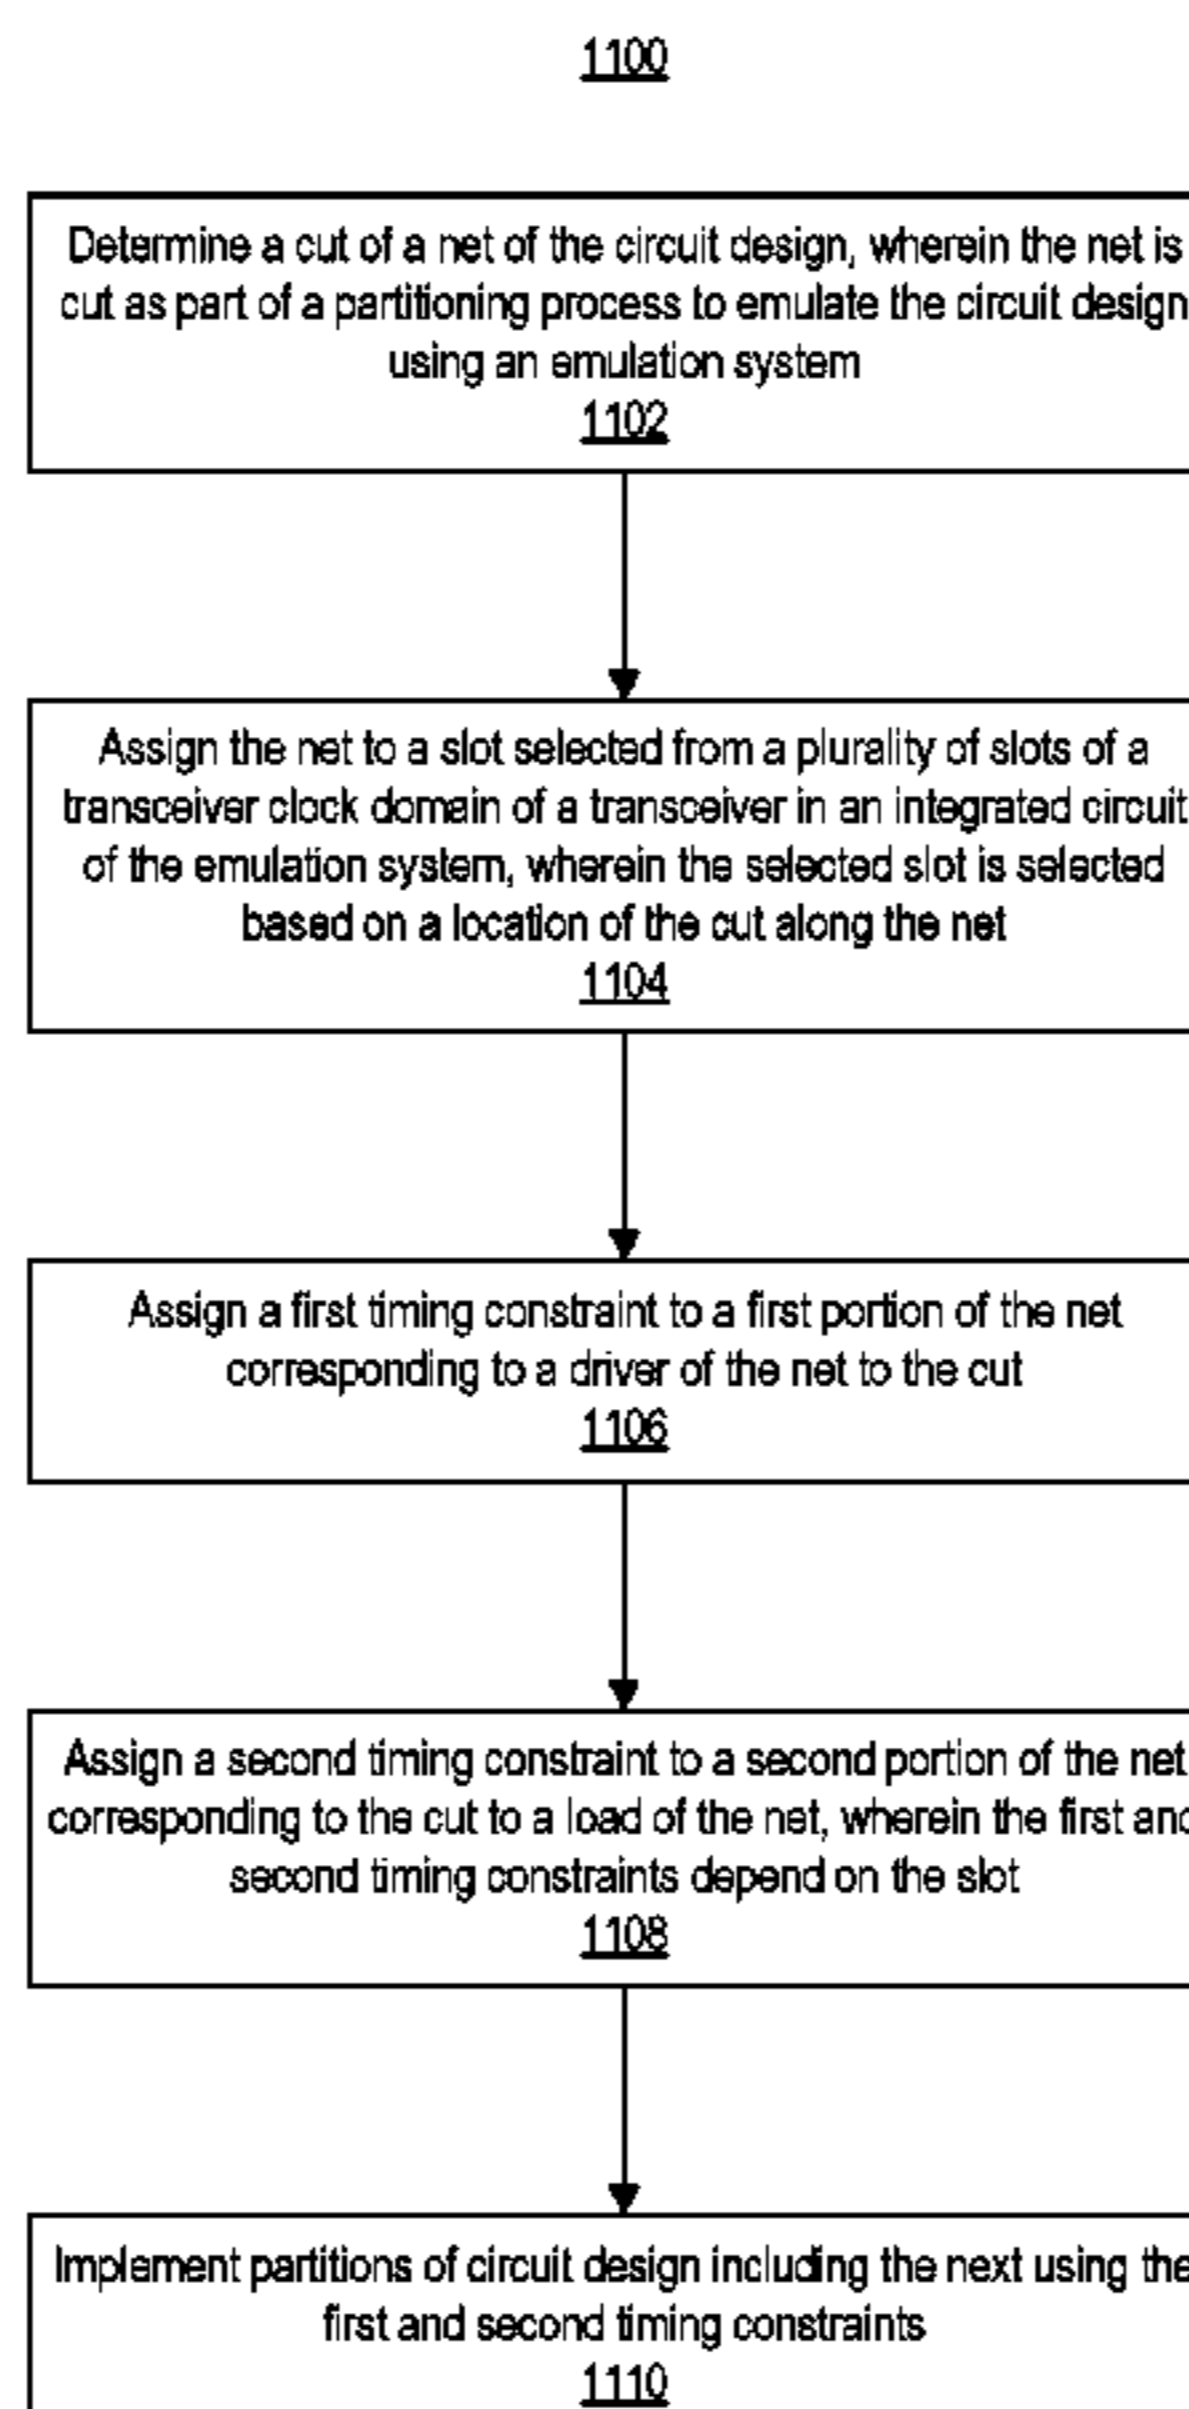 1100
Determine a cut of a net of the circuit design, wherein the net is
cut as part of a partitioning process to emulate the circuit design
using an emulation system
1102
Assign the net to a slot selected from a plurality of slots of a
transceiver clock domain of a transceiver in an integrated circuit
of the emulation system, wherein the selected slot is selected
based on a location of the cut along the net
1104
Assign a first timing constraint to a first portion of the net
corresponding to a driver of the net to the cut
1106
Assign a second timing constraint to a second portion of the net
corresponding to the cut to a load of the net, wherein the first and
second timing constraints depend on the slot
1108
Implement partitions of circuit design including the next using the
first and second timing constraints
1110